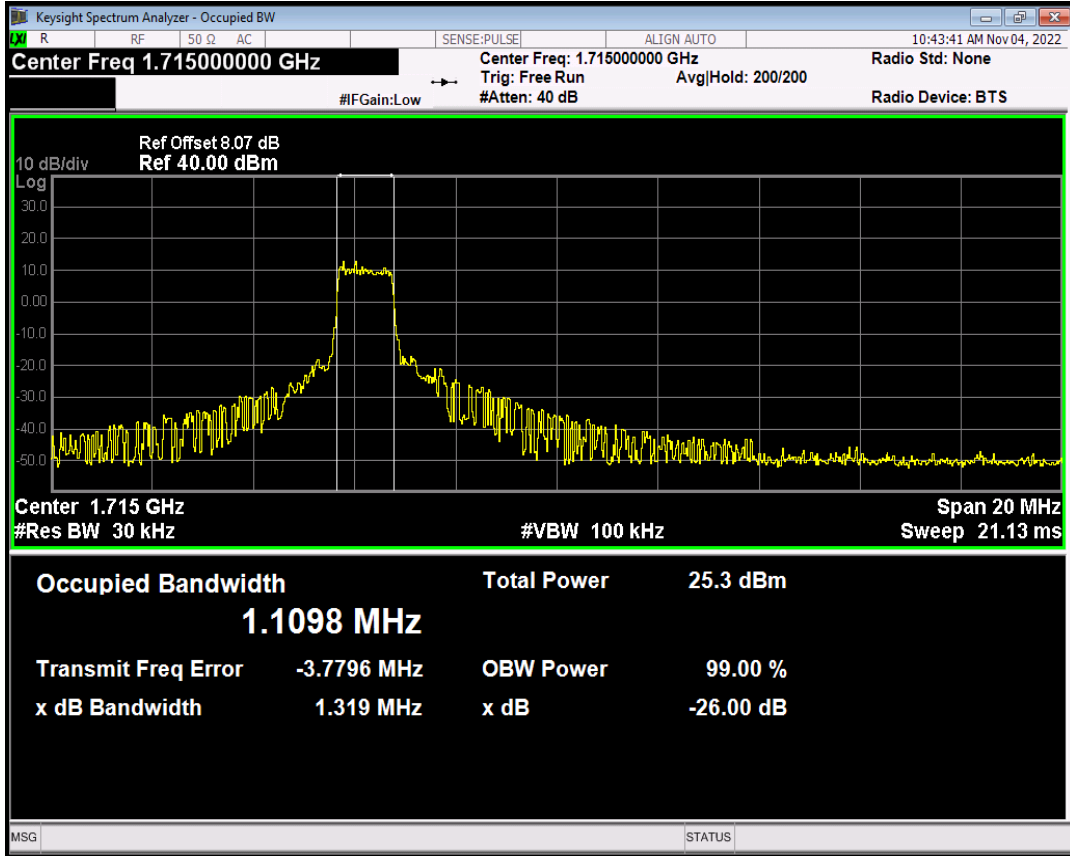 Keysight Spectrum Analyzer - Occupied BW
LXI R RF 50 Ω AC SENSE:PULSE ALIGN AUTO 10:43:41 AM Nov 04, 2022
Center Freq 1.715000000 GHz Center Freq: 1.715000000 GHz Radio Std: None
Trig: Free Run Avg|Hold: 200/200
#IFGain:Low #Atten: 40 dB Radio Device: BTS
Ref Offset 8.07 dB
10 dB/div Ref 40.00 dBm
Log
30.0
20.0
10.0
0.00
-10.0
-20.0
-30.0
-40.0
-50.0
Center 1.715 GHz Span 20 MHz
#Res BW 30 kHz #VBW 100 kHz Sweep 21.13 ms
Occupied Bandwidth Total Power 25.3 dBm
1.1098 MHz
Transmit Freq Error -3.7796 MHz OBW Power 99.00 %
x dB Bandwidth 1.319 MHz x dB -26.00 dB
MSG STATUS